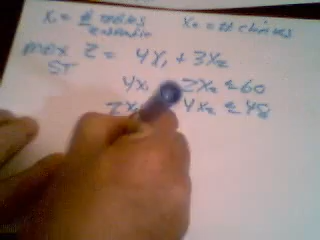 X₁ = # tables X₂ = # chairs
MAX Z = 4X₁ + 3X₂
ST
4X₁ 2X₂ ≤ 60
2X₁ 4X₂ ≤ 48